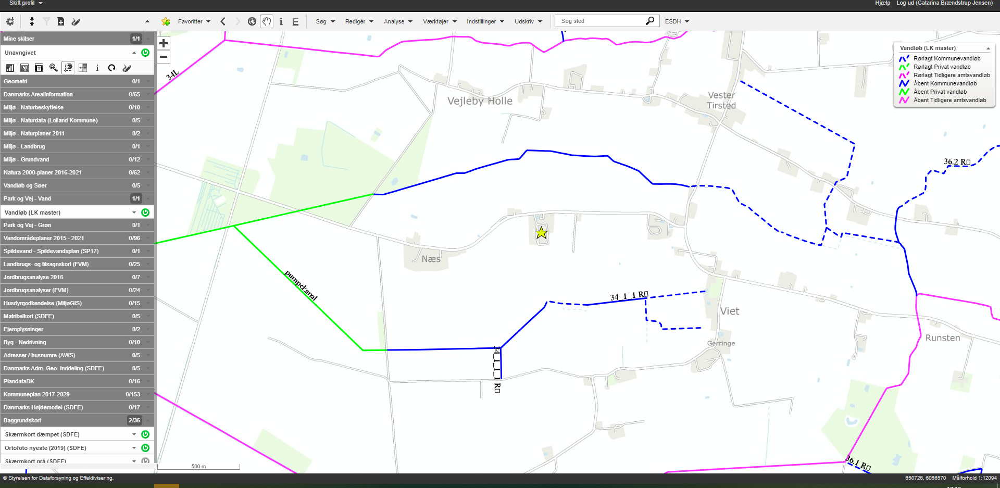 Skift profil
Hjælp Log ud (Catarina Brændstrup Jensen)
Favoritter
i E
Søg Redigér Analyse Værktøjer Indstillinger Udskriv
Søg sted
ESDH
Mine skitser 1/1
Unavngivet
Geometri 0/1
Danmarks Arealinformation 0/65
Miljø - Naturbeskyttelse 0/10
Miljø - Naturdata (Lolland Kommune) 0/5
Miljø - Naturplaner 2011 0/2
Miljø - Landbrug 0/1
Miljø - Grundvand 0/12
Natura 2000-planer 2016-2021 0/62
Vandløb og Søer 0/5
Park og Vej - Vand 1/1
Vandløb (LK master)
Park og Vej - Grøn 0/1
Vandområdeplaner 2015 - 2021 0/96
Spildevand - Spildevandsplan (SP17) 0/1
Landbrugs- og tilsagnskort (FVM) 0/25
Jordbrugsanalyse 2016 0/7
Jordbrugsanalyser (FVM) 0/24
Husdyrgodkendelse (MiljøGIS) 0/15
Matrikelkort (SDFE) 0/5
Ejeroplysninger 0/2
Byg - Nedrivning 0/10
Adresser / husnumre (AWS) 0/5
Danmarks Adm. Geo. Inddeling (SDFE) 0/5
PlandataDK 0/16
Kommuneplan 2017-2029 0/153
Danmarks Højdemodel (SDFE) 0/17
Baggrundskort 2/35
Skærmkort dæmpet (SDFE)
Ortofoto nyeste (2019) (SDFE)
Skærmkort grå (SDFE)
+
−
Vandløb (LK master)
Rørlagt Kommunevandløb
Rørlagt Privat vandløb
Rørlagt Tidligere amtsvandløb
Åbent Kommunevandløb
Åbent Privat vandløb
Åbent Tidligere amtsvandløb
34L
Vejleby Holle
Vester
Tirsted
36.2 R
Næs
pumpekanal
34_1_1 R
Viet
Gerringe
Runsten
34_1_1_1 R
36.1 R
500 m
© Styrelsen for Dataforsyning og Effektivisering,
650726, 6066570 Målforhold 1:12094